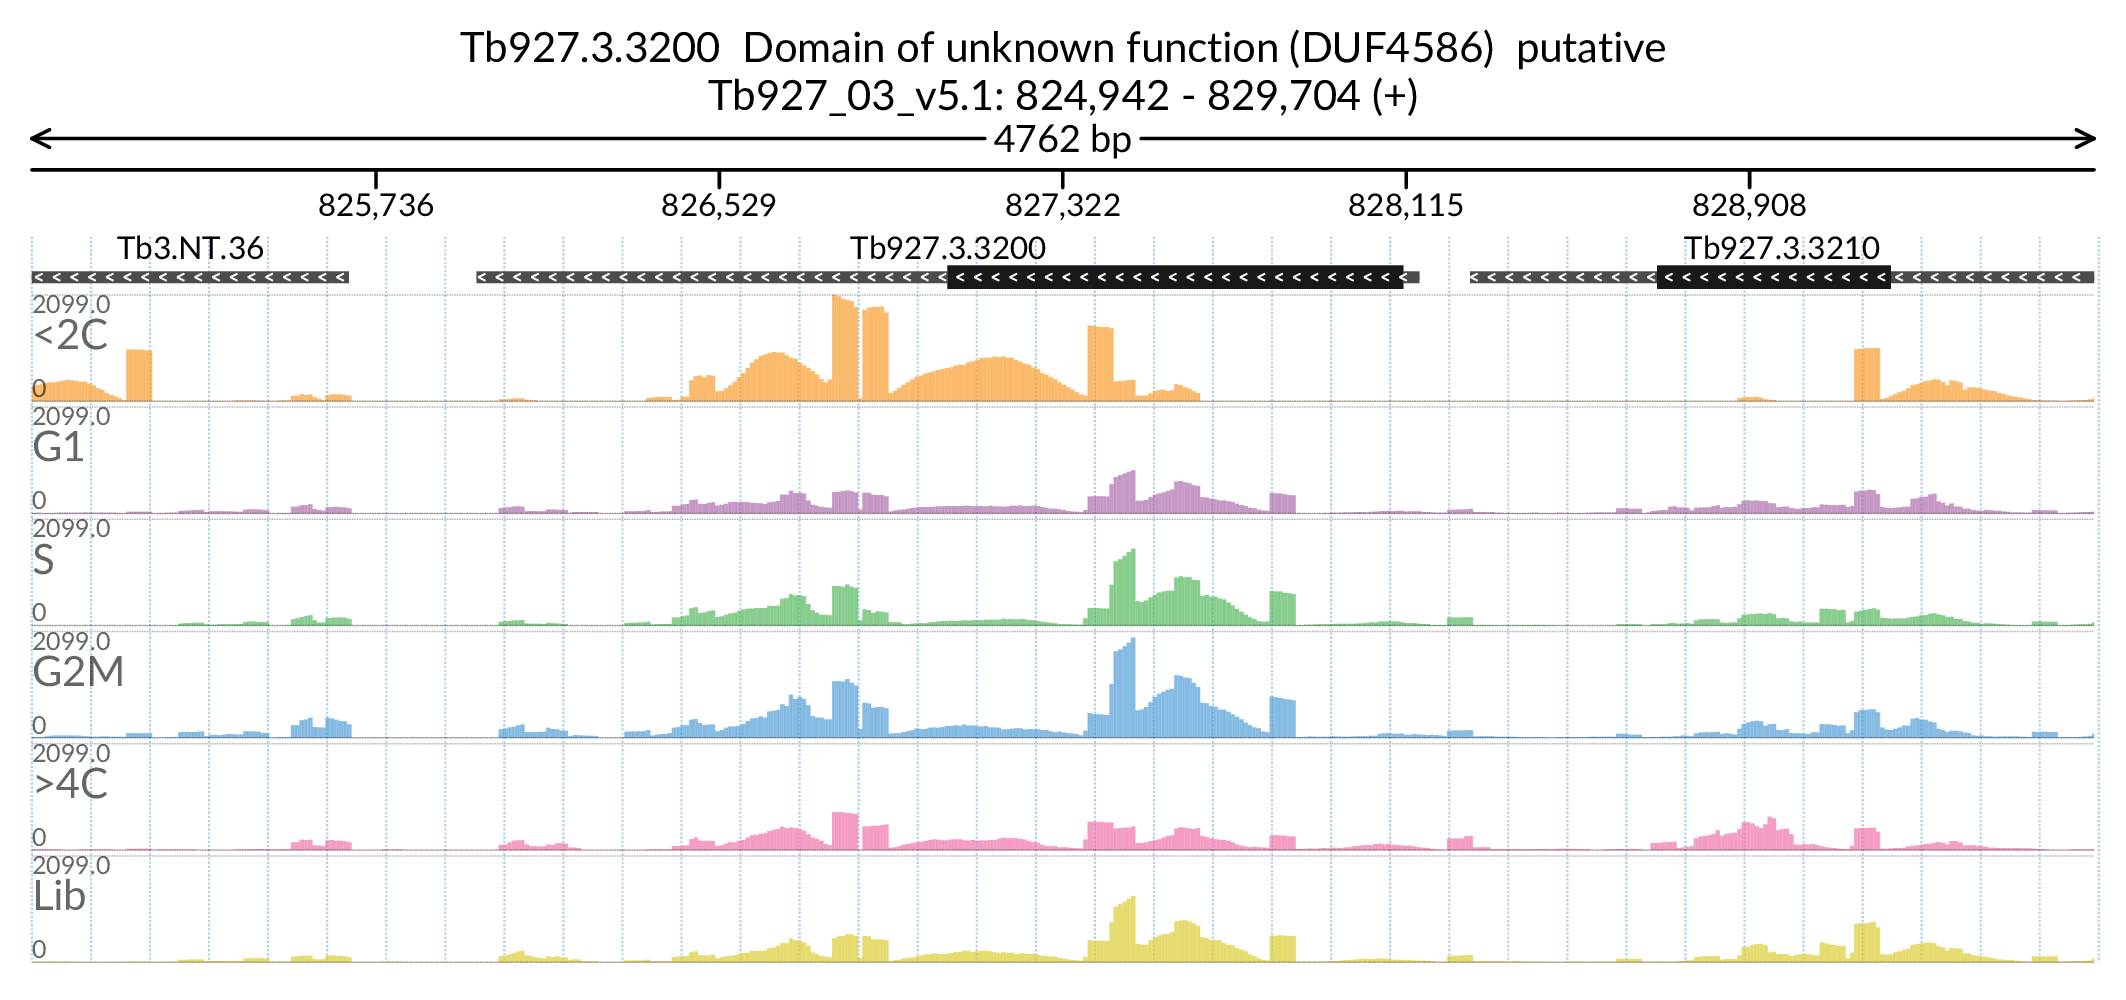 Tb927.3.3200  Domain of unknown function (DUF4586)  putative
Tb927_03_v5.1: 824,942 - 829,704 (+)
4762 bp
825,736 826,529 827,322 828,115 828,908
Tb3.NT.36 Tb927.3.3200 Tb927.3.3210
2099.0
<2C
0
2099.0
G1
0
2099.0
S
0
2099.0
G2M
0
2099.0
>4C
0
2099.0
Lib
0